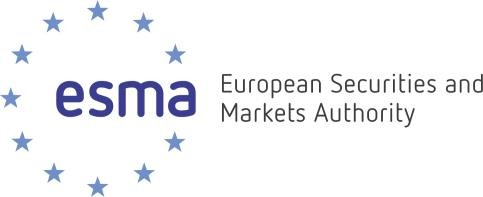 esma
European Securities and
Markets Authority